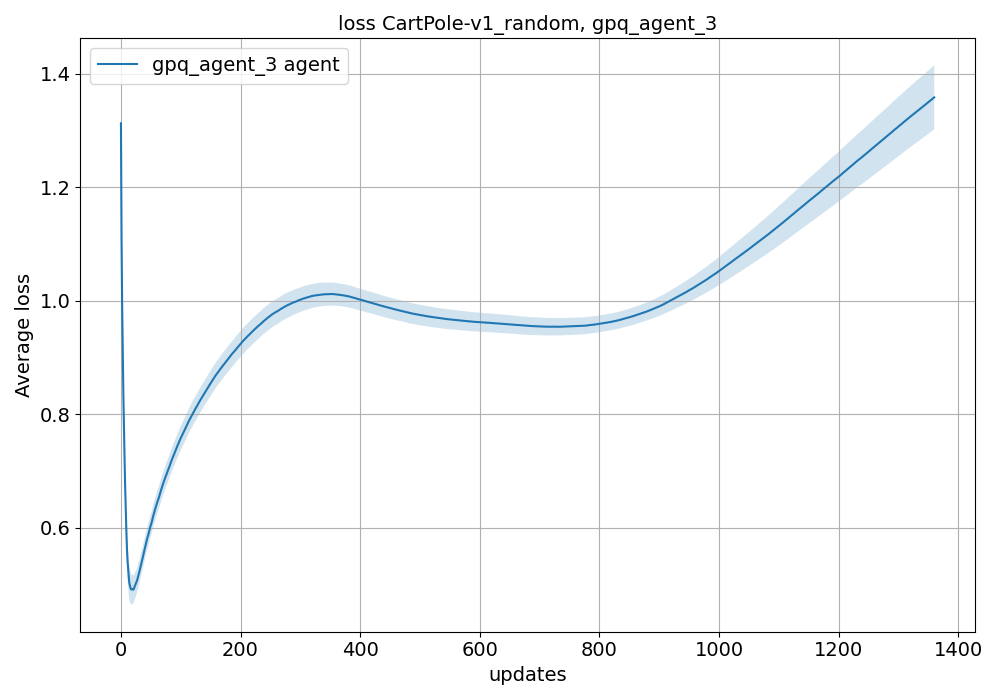 loss CartPole-v1_random, gpq_agent_3
gpq_agent_3 agent
Average loss
1.4
1.2
1.0
0.8
0.6
0 200 400 600 800 1000 1200 1400
updates